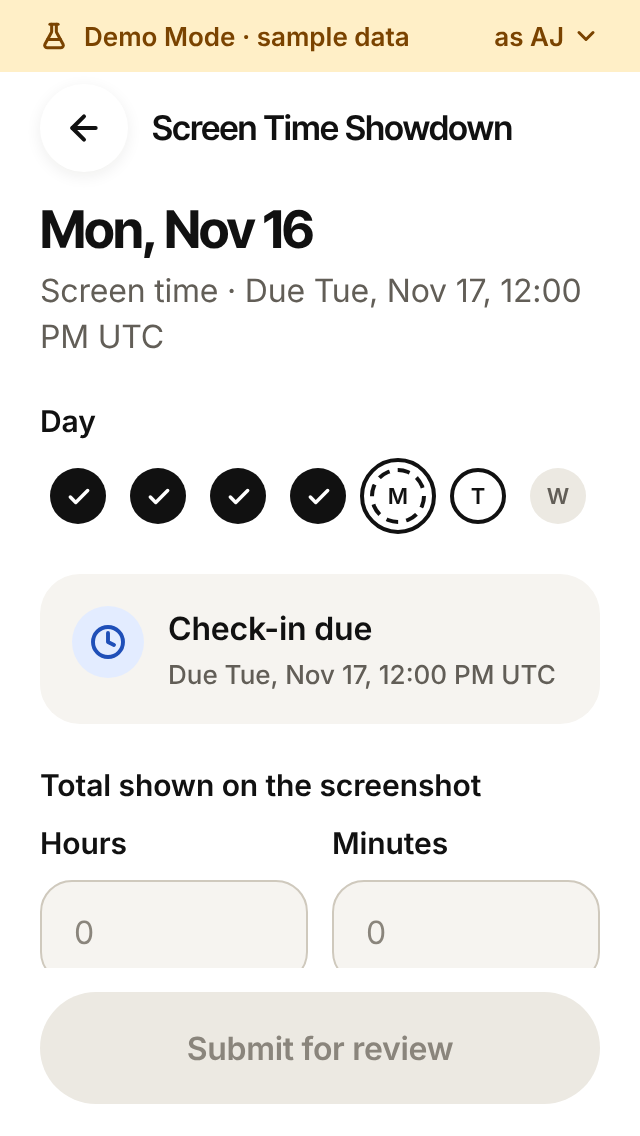 Demo Mode · sample data
as AJ
Screen Time Showdown
Mon, Nov 16
Screen time · Due Tue, Nov 17, 12:00
PM UTC
Day
M T W
Check-in due
Due Tue, Nov 17, 12:00 PM UTC
Total shown on the screenshot
Hours Minutes
0 0
Submit for review